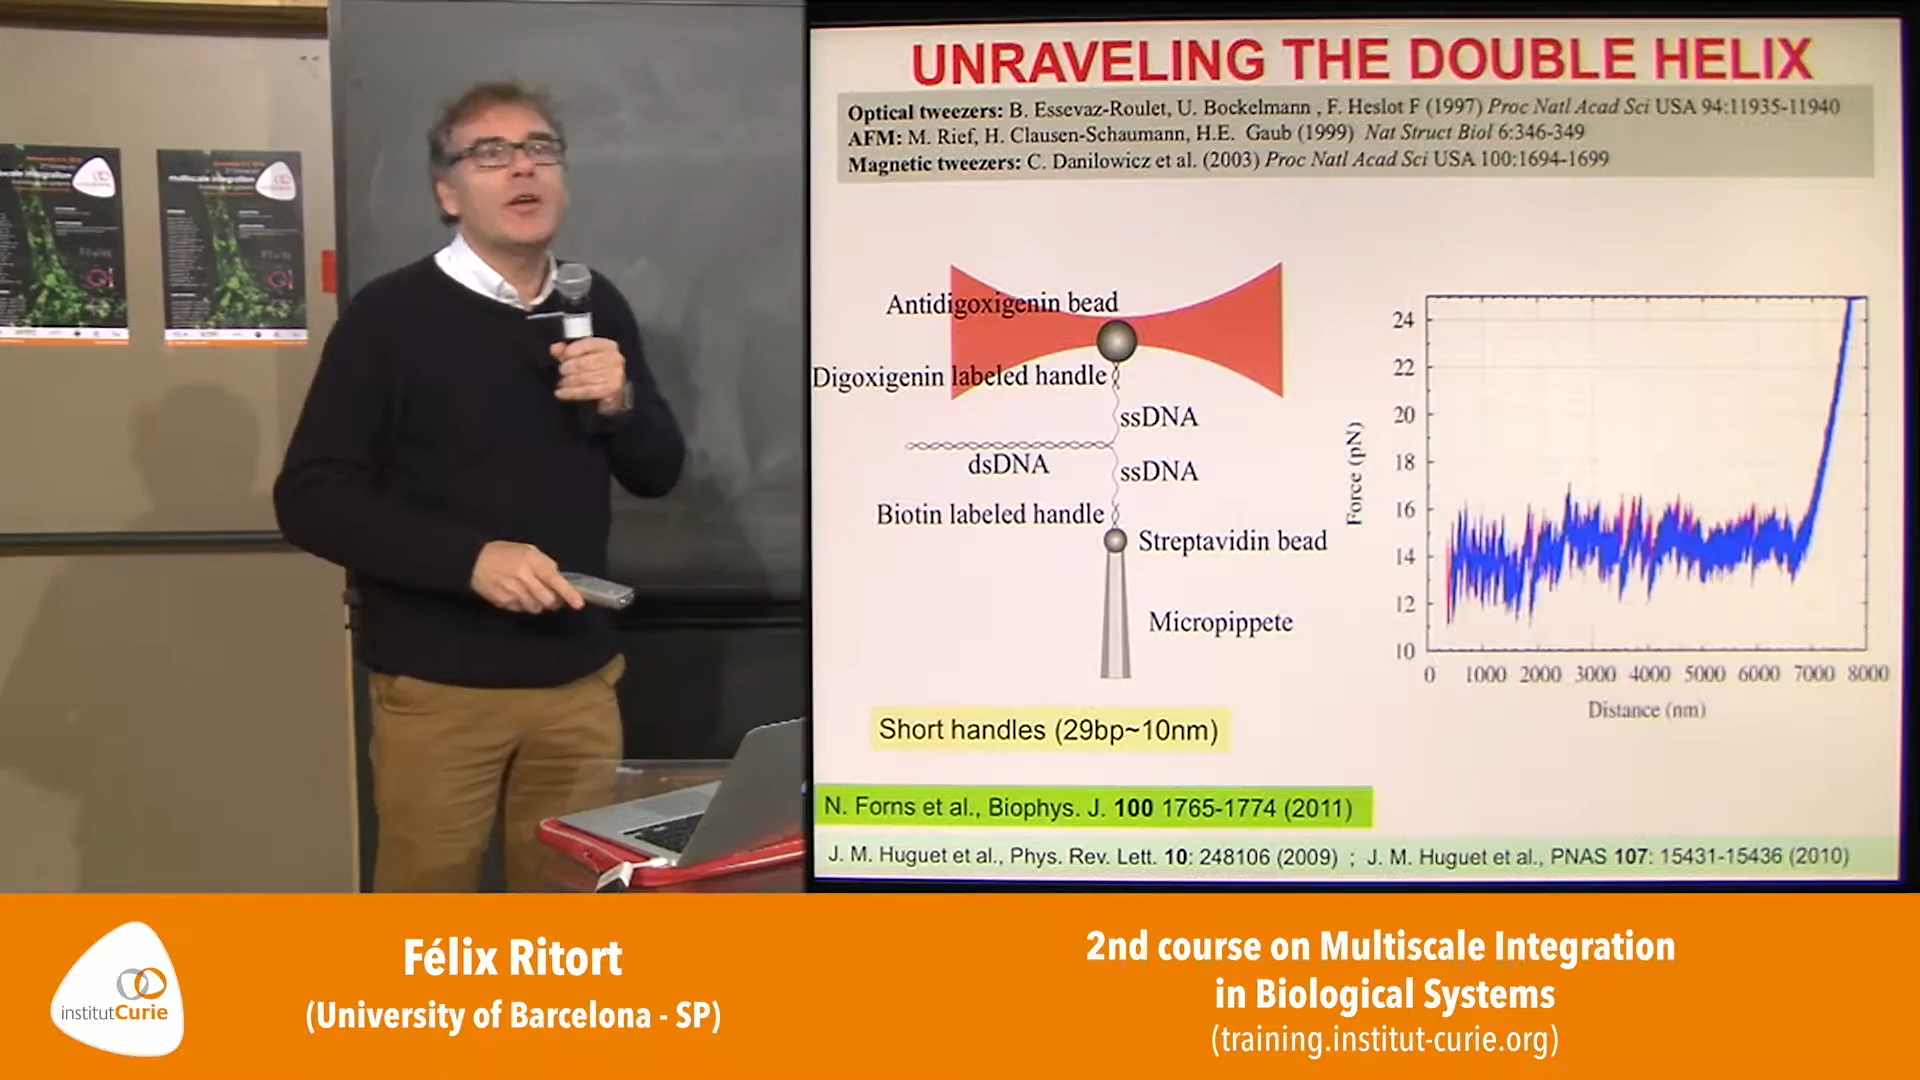 UNRAVELING THE DOUBLE HELIX
Optical tweezers: B. Essevaz-Roulet, U. Bockelmann , F. Heslot F (1997) Proc Natl Acad Sci USA 94:11935-11940
AFM: M. Rief, H. Clausen-Schaumann, H.E. Gaub (1999) Nat Struct Biol 6:346-349
Magnetic tweezers: C. Danilowicz et al. (2003) Proc Natl Acad Sci USA 100:1694-1699
Antidigoxigenin bead
Digoxigenin labeled handle
ssDNA
dsDNA
ssDNA
Biotin labeled handle
Streptavidin bead
Micropippete
Short handles (29bp~10nm)
Force (pN)
24
22
20
18
16
14
12
10
0 1000 2000 3000 4000 5000 6000 7000 8000
Distance (nm)
N. Forns et al., Biophys. J. 100 1765-1774 (2011)
J. M. Huguet et al., Phys. Rev. Lett. 10: 248106 (2009) ; J. M. Huguet et al., PNAS 107: 15431-15436 (2010)
multiscale integration
institutCurie
Félix Ritort
(University of Barcelona - SP)
2nd course on Multiscale Integration
in Biological Systems
(training.institut-curie.org)